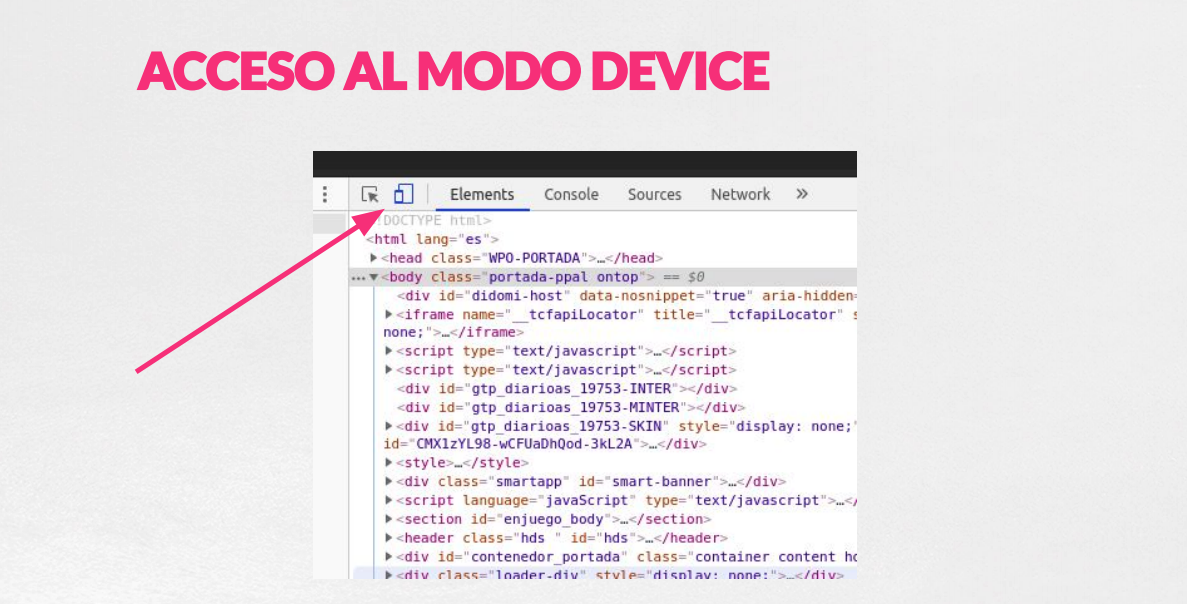 ACCESO AL MODO DEVICE
Elements Console Sources Network »
!DOCTYPE html>
<html lang="es">
▶<head class="WPO-PORTADA">…</head>
…▼<body class="portada-ppal ontop"> == $0
<div id="didomi-host" data-nosnippet="true" aria-hidden=
▶<iframe name="__tcfapiLocator" title="__tcfapiLocator" s
none;">…</iframe>
▶<script type="text/javascript">…</script>
▶<script type="text/javascript">…</script>
<div id="gtp_diarioas_19753-INTER"></div>
<div id="gtp_diarioas_19753-MINTER"></div>
▶<div id="gtp_diarioas_19753-SKIN" style="display: none;"
id="CMX1zYL98-wCFUaDhQod-3kL2A">…</div>
▶<style>…</style>
▶<div class="smartapp" id="smart-banner">…</div>
▶<script language="javaScript" type="text/javascript">…</
▶<section id="enjuego_body">…</section>
▶<header class="hds " id="hds">…</header>
▶<div id="contenedor_portada" class="container content ho
▶<div class="loader-div" style="display: none;">…</div>